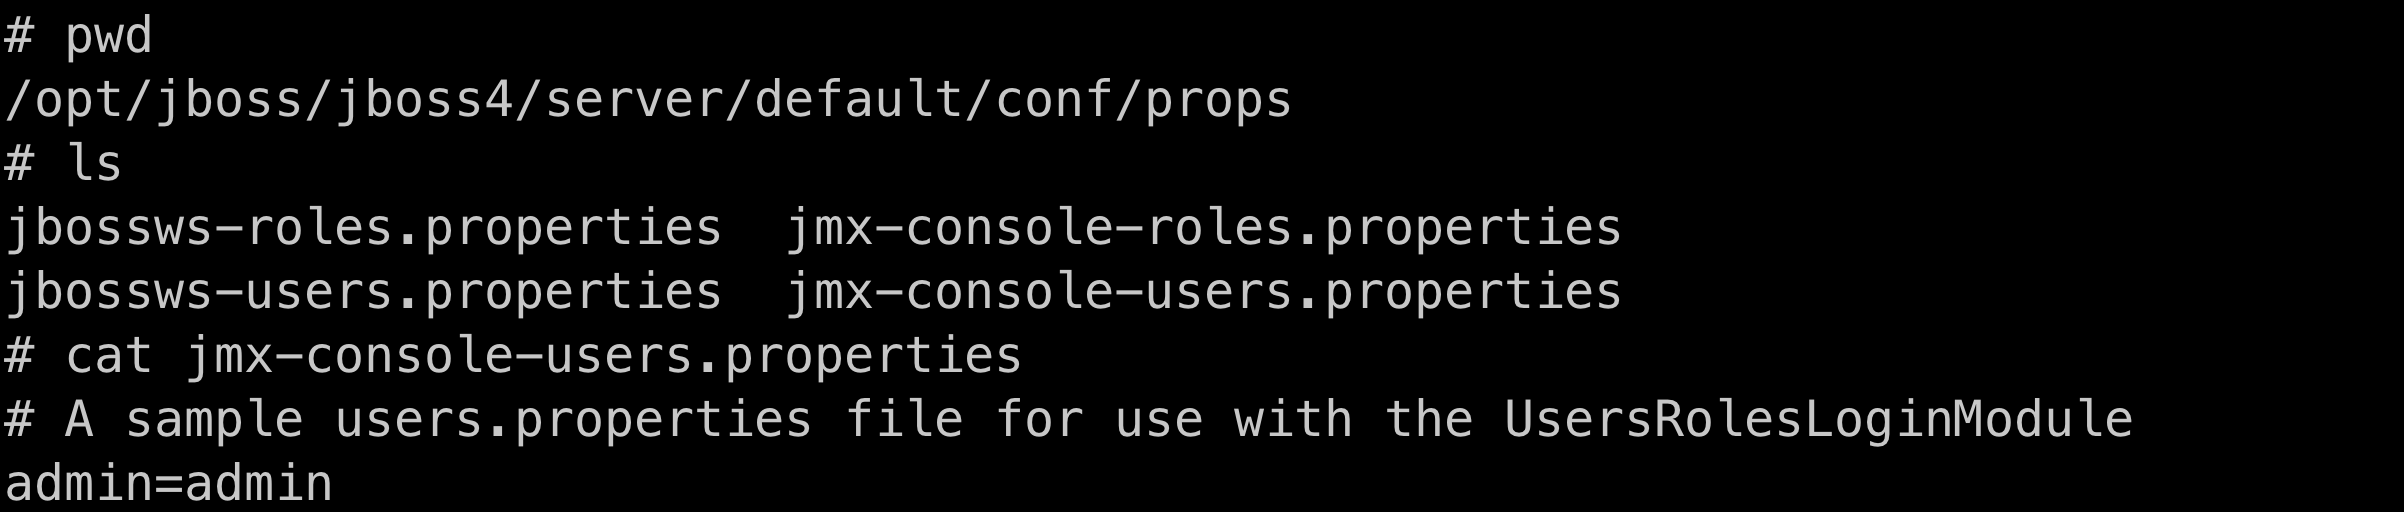 # pwd
/opt/jboss/jboss4/server/default/conf/props
# ls
jbossws-roles.properties  jmx-console-roles.properties
jbossws-users.properties  jmx-console-users.properties
# cat jmx-console-users.properties
# A sample users.properties file for use with the UsersRolesLoginModule
admin=admin